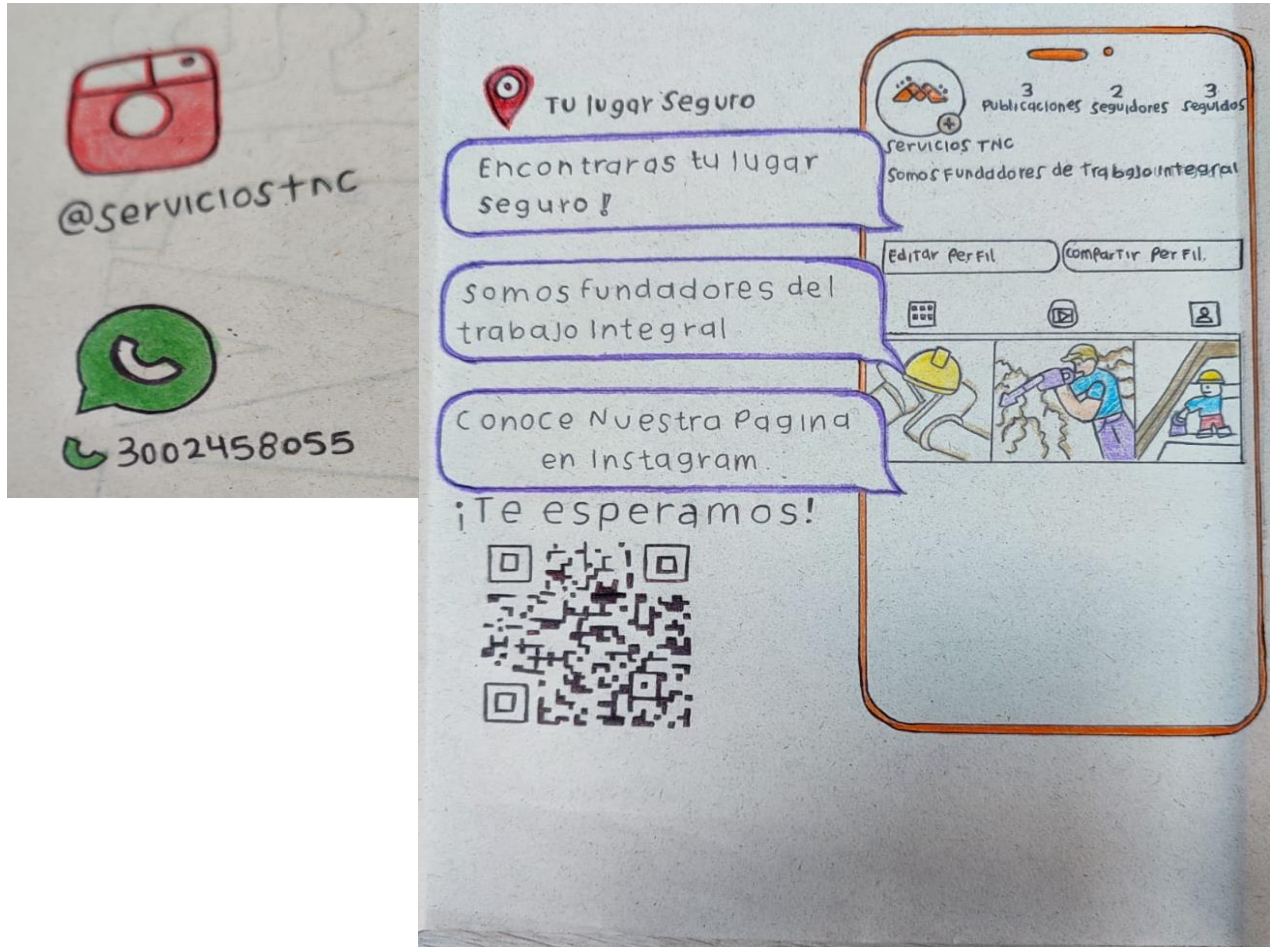 @serviciostnc
3002458055
Tu lugar Seguro
Encontraras tu lugar
seguro!
somos fundadores del
trabajo Integral
Conoce Nuestra Pagina
en Instagram.
¡Te esperamos!
3 2 3
Publicaciones seguidores seguidos
servicios TNC
somos Fundadores de trabajo integral
Editar PerFil
Compartir PerFil.